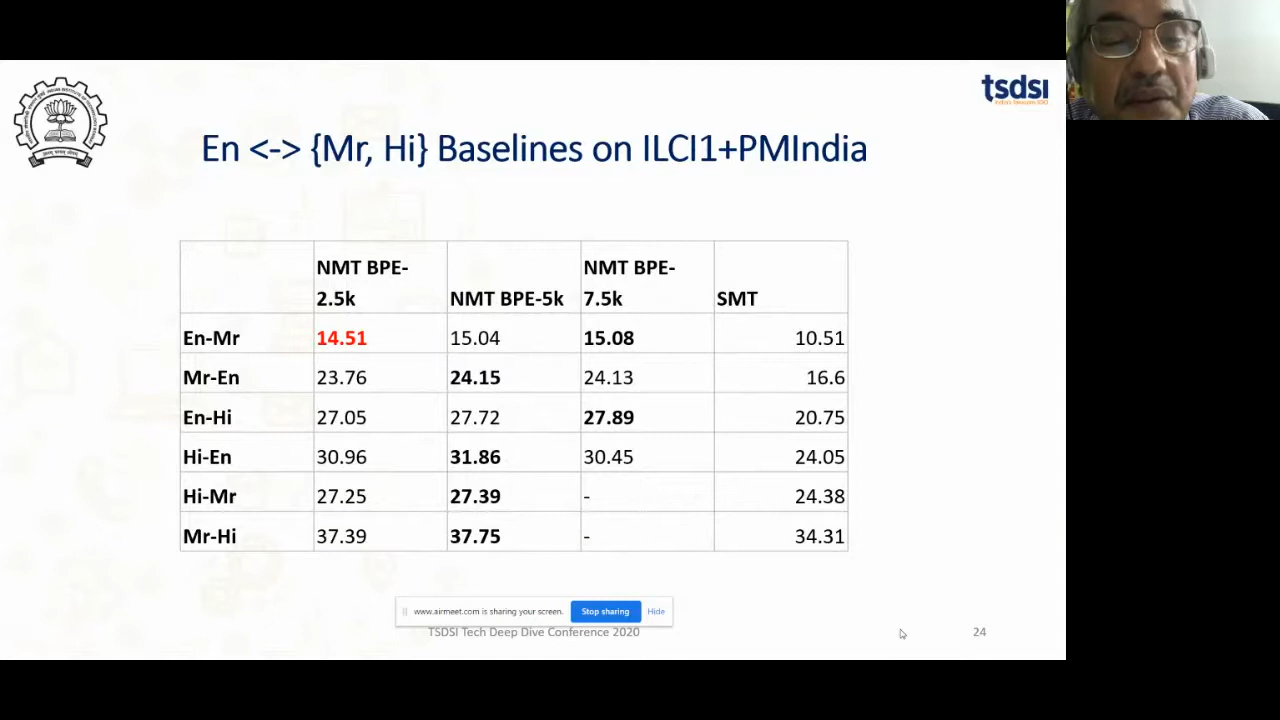 tsdsi
En <-> {Mr, Hi} Baselines on ILCI1+PMIndia
NMT BPE-2.5k NMT BPE-5k NMT BPE-7.5k SMT
En-Mr 14.51 15.04 15.08 10.51
Mr-En 23.76 24.15 24.13 16.6
En-Hi 27.05 27.72 27.89 20.75
Hi-En 30.96 31.86 30.45 24.05
Hi-Mr 27.25 27.39 - 24.38
Mr-Hi 37.39 37.75 - 34.31
www.airmeet.com is sharing your screen. Stop sharing Hide
TSDSI Tech Deep Dive Conference 2020 24